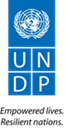 U N
D P
Empowered lives.
Resilient nations.